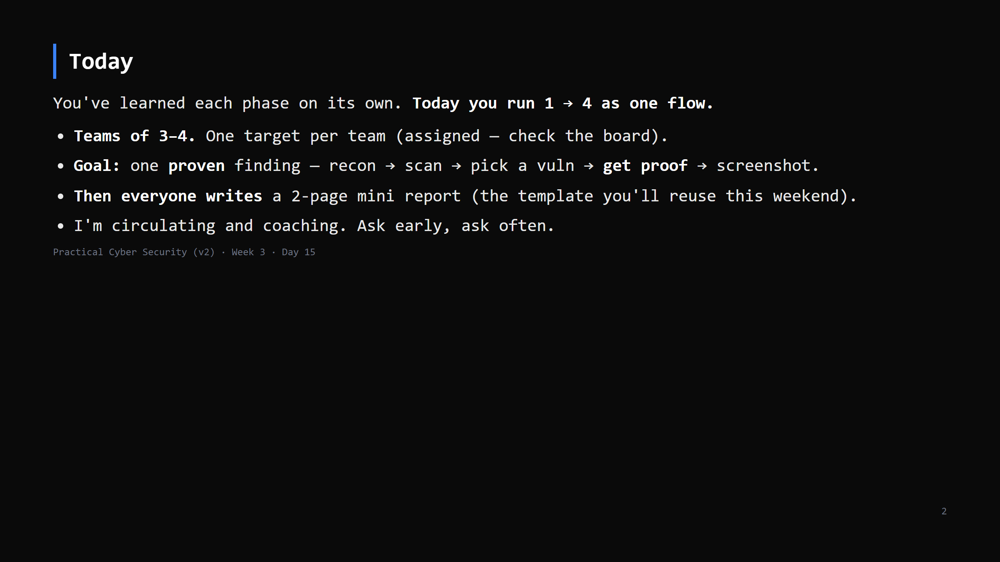 Today
You've learned each phase on its own. Today you run 1 → 4 as one flow.
• Teams of 3–4. One target per team (assigned — check the board).
• Goal: one proven finding — recon → scan → pick a vuln → get proof → screenshot.
• Then everyone writes a 2-page mini report (the template you'll reuse this weekend).
• I'm circulating and coaching. Ask early, ask often.
Practical Cyber Security (v2) · Week 3 · Day 15
2